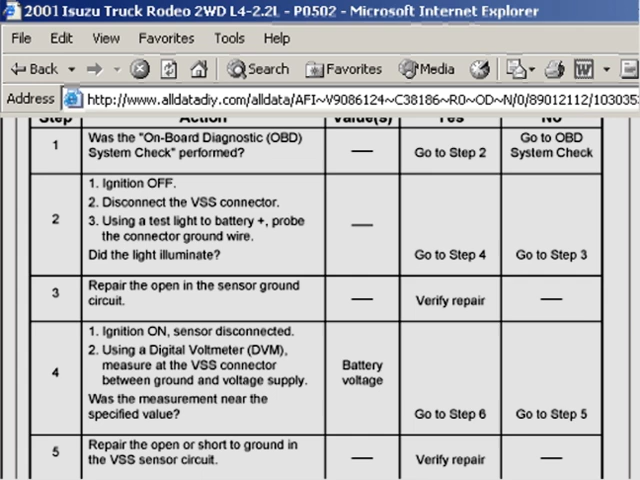 2001 Isuzu Truck Rodeo 2WD L4-2.2L - P0502 - Microsoft Internet Explorer
File Edit View Favorites Tools Help
Back Search Favorites Media
Address http://www.alldatadiy.com/alldata/AFI~V9086124~C38186~R0~OD~N/0/89012112/1030353
Step Action Value(s) Yes No
1 Was the "On-Board Diagnostic (OBD) Go to OBD
System Check" performed? — Go to Step 2 System Check
1. Ignition OFF.
2. Disconnect the VSS connector.
2 3. Using a test light to battery +, probe —
the connector ground wire.
Did the light illuminate? Go to Step 4 Go to Step 3
3 Repair the open in the sensor ground
circuit. — Verify repair —
1. Ignition ON, sensor disconnected.
2. Using a Digital Voltmeter (DVM),
4 measure at the VSS connector Battery
between ground and voltage supply. voltage
Was the measurement near the
specified value? Go to Step 6 Go to Step 5
5 Repair the open or short to ground in
the VSS sensor circuit. — Verify repair —